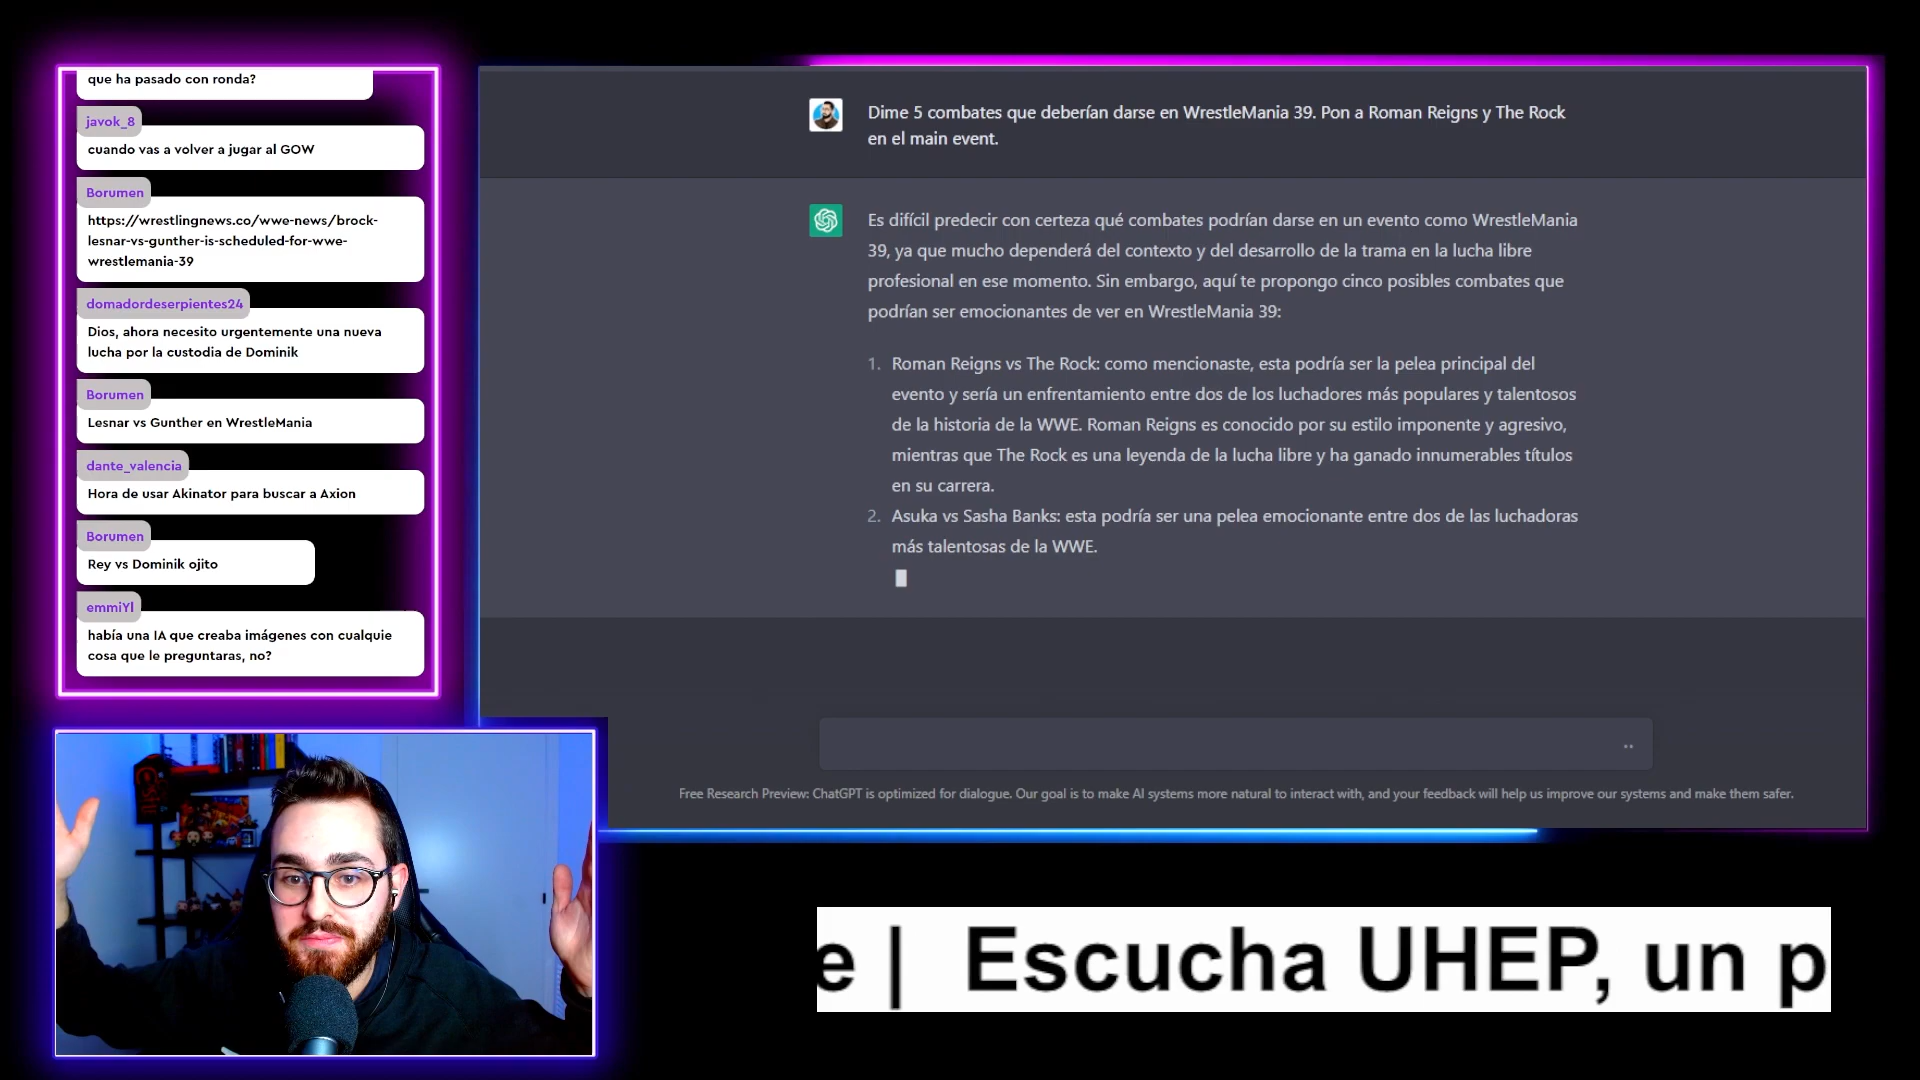 que ha pasado con ronda?
javok_8
cuando vas a volver a jugar al GOW
Borumen
https://wrestlingnews.co/wwe-news/brock-
lesnar-vs-gunther-is-scheduled-for-wwe-
wrestlemania-39
domadordeserpientes24
Dios, ahora necesito urgentemente una nueva
lucha por la custodia de Dominik
Borumen
Lesnar vs Gunther en WrestleMania
dante_valencia
Hora de usar Akinator para buscar a Axion
Borumen
Rey vs Dominik ojito
emmiYl
había una IA que creaba imágenes con cualquie
cosa que le preguntaras, no?
Dime 5 combates que deberían darse en WrestleMania 39. Pon a Roman Reigns y The Rock
en el main event.
Es difícil predecir con certeza qué combates podrían darse en un evento como WrestleMania
39, ya que mucho dependerá del contexto y del desarrollo de la trama en la lucha libre
profesional en ese momento. Sin embargo, aquí te propongo cinco posibles combates que
podrían ser emocionantes de ver en WrestleMania 39:
1. Roman Reigns vs The Rock: como mencionaste, esta podría ser la pelea principal del
evento y sería un enfrentamiento entre dos de los luchadores más populares y talentosos
de la historia de la WWE. Roman Reigns es conocido por su estilo imponente y agresivo,
mientras que The Rock es una leyenda de la lucha libre y ha ganado innumerables títulos
en su carrera.
2. Asuka vs Sasha Banks: esta podría ser una pelea emocionante entre dos de las luchadoras
más talentosas de la WWE.
Free Research Preview: ChatGPT is optimized for dialogue. Our goal is to make AI systems more natural to interact with, and your feedback will help us improve our systems and make them safer.
e | Escucha UHEP, un p